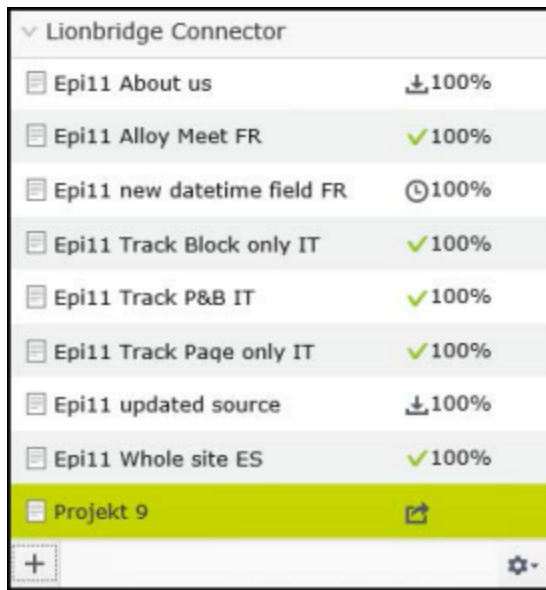 Lionbridge Connector
Epi11 About us 100%
Epi11 Alloy Meet FR 100%
Epi11 new datetime field FR 100%
Epi11 Track Block only IT 100%
Epi11 Track P&B IT 100%
Epi11 Track Page only IT 100%
Epi11 updated source 100%
Epi11 Whole site ES 100%
Projekt 9